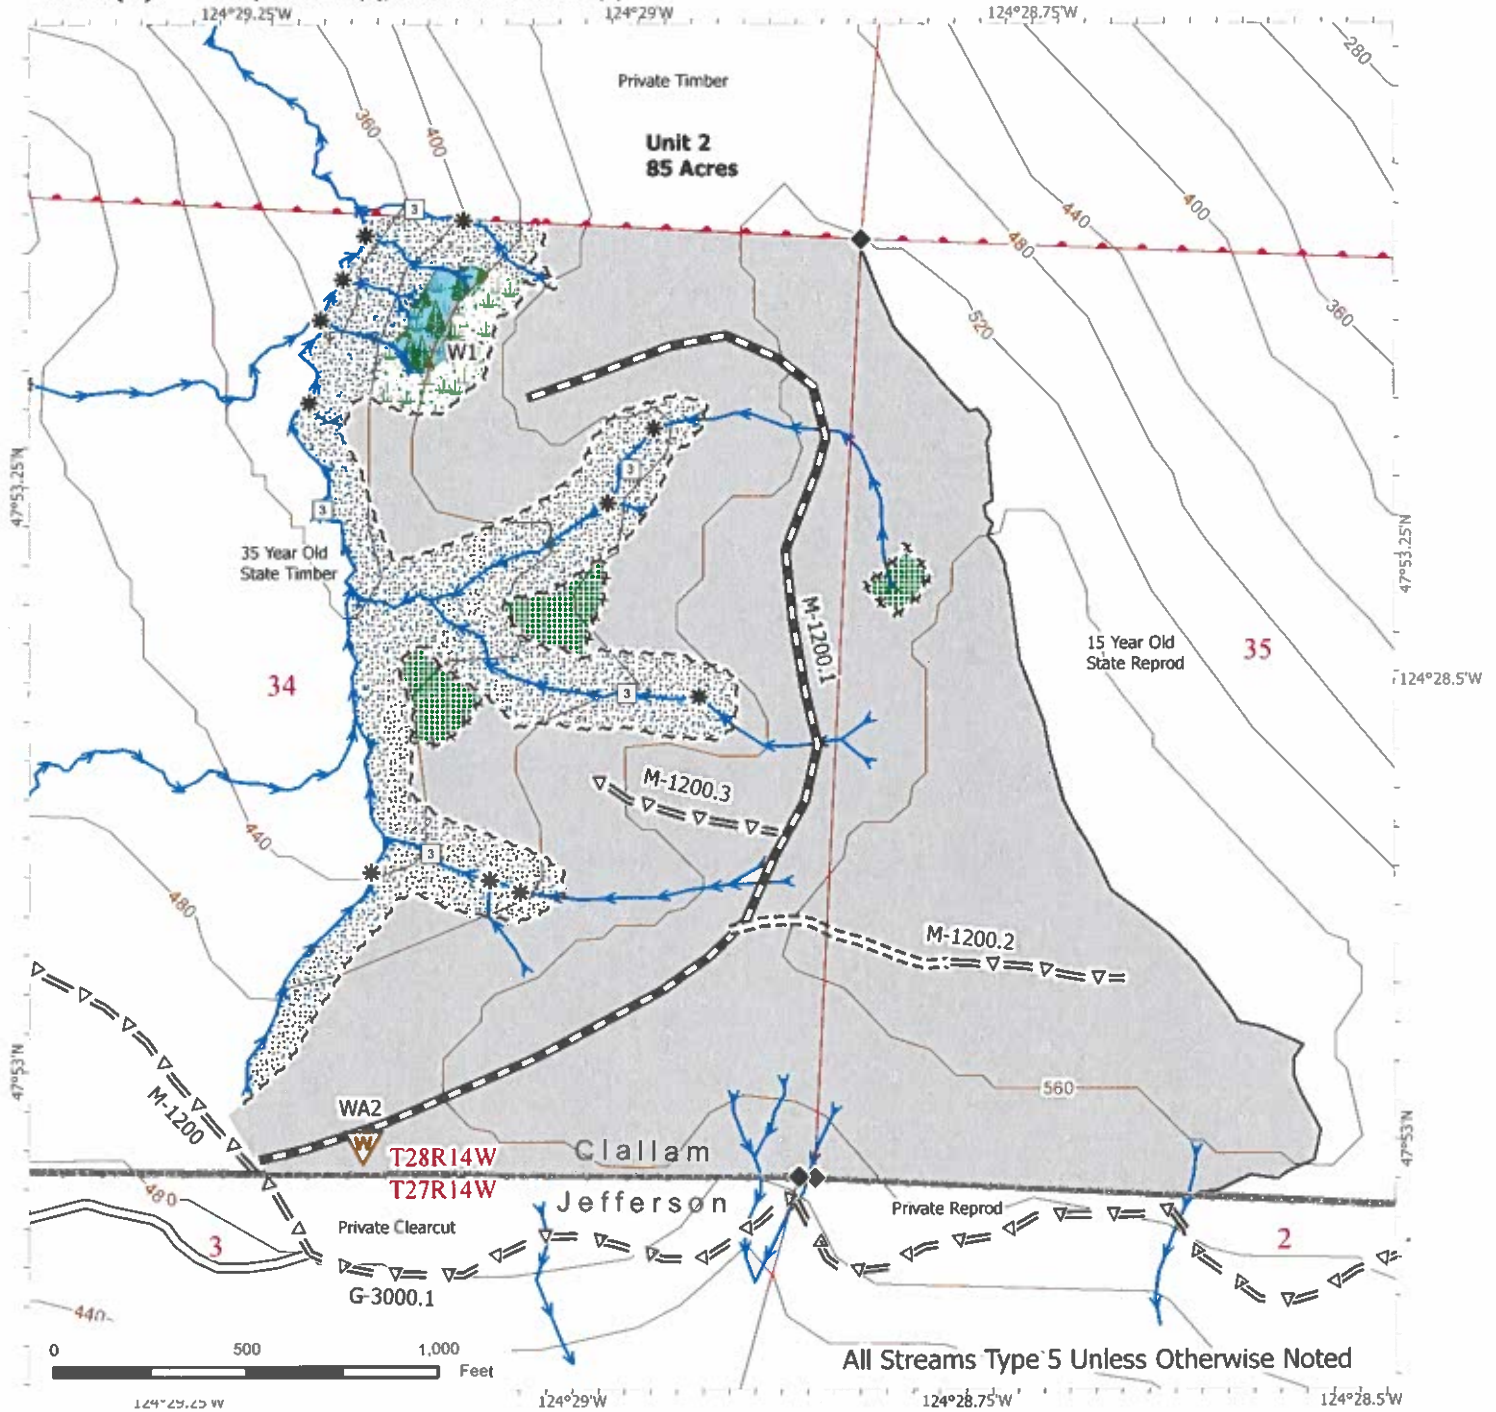 124°29.25'W
124°29'W
124°28.75'W
280
Private Timber
360
400
Unit 2
85 Acres
3
400
440
480
360
520
W1
47°53.25'N
3
3
47°53.25'N
35 Year Old
State Timber
M-1200.1
15 Year Old
State Reprod
35
34
3
124°28.5'W
M-1200.3
440
3
480
M-1200.2
47°53'N
M-1200
WA2
W
560
47°53'N
T28R14W
Clallam
T27R14W
Jefferson
480
Private Clearcut
Private Reprod
3
2
G-3000.1
440
0
500
1,000
Feet
All Streams Type 5 Unless Otherwise Noted
124°29.25'W
124°29'W
124°28.75'W
124°28.5'W